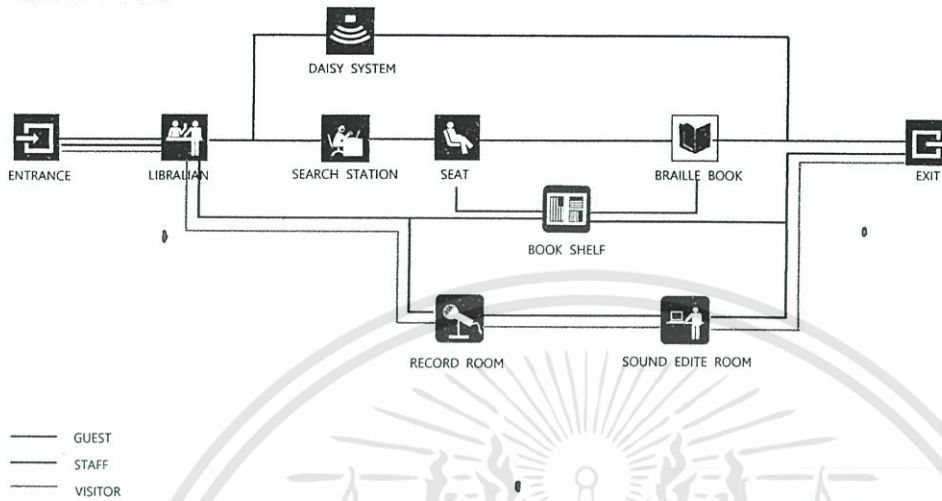 DAISY SYSTEM
ENTRANCE
LIBRALIAN
SEARCH STATION
SEAT
BRAILLE BOOK
EXIT
BOOK SHELF
RECORD ROOM
SOUND EDITE ROOM
GUEST
STAFF
VISITOR